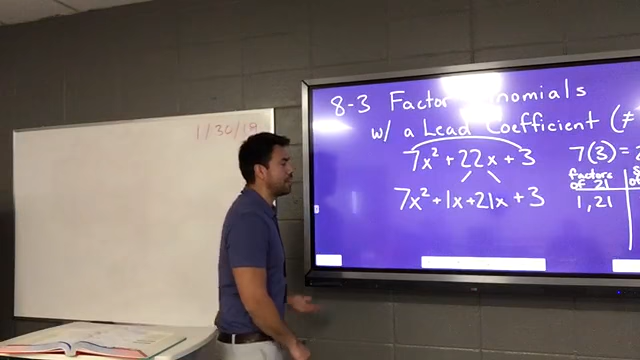 1/30/19
8-3 Factor
w/ a Lead Coefficient (≠
7x² + 22x + 3
7x² + 1x + 21x + 3
7(3) =
factors
of 21
1, 21